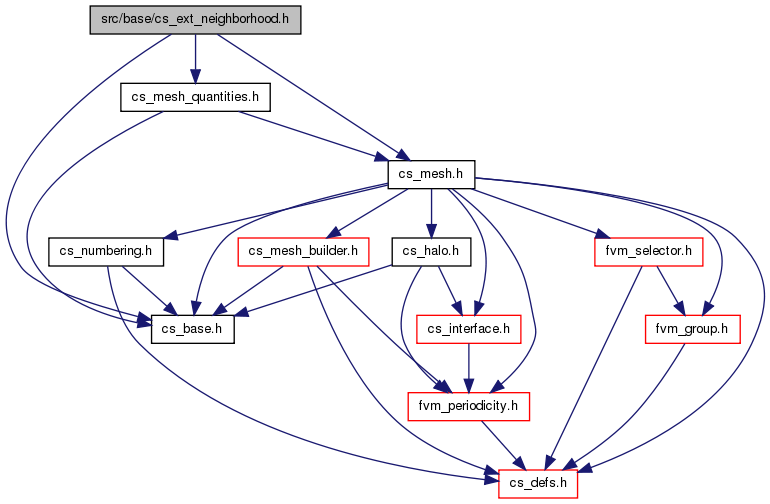 src/base/cs_ext_neighborhood.h
cs_mesh_quantities.h
cs_mesh.h
cs_numbering.h
cs_mesh_builder.h
cs_halo.h
fvm_selector.h
cs_base.h
cs_interface.h
fvm_group.h
fvm_periodicity.h
cs_defs.h